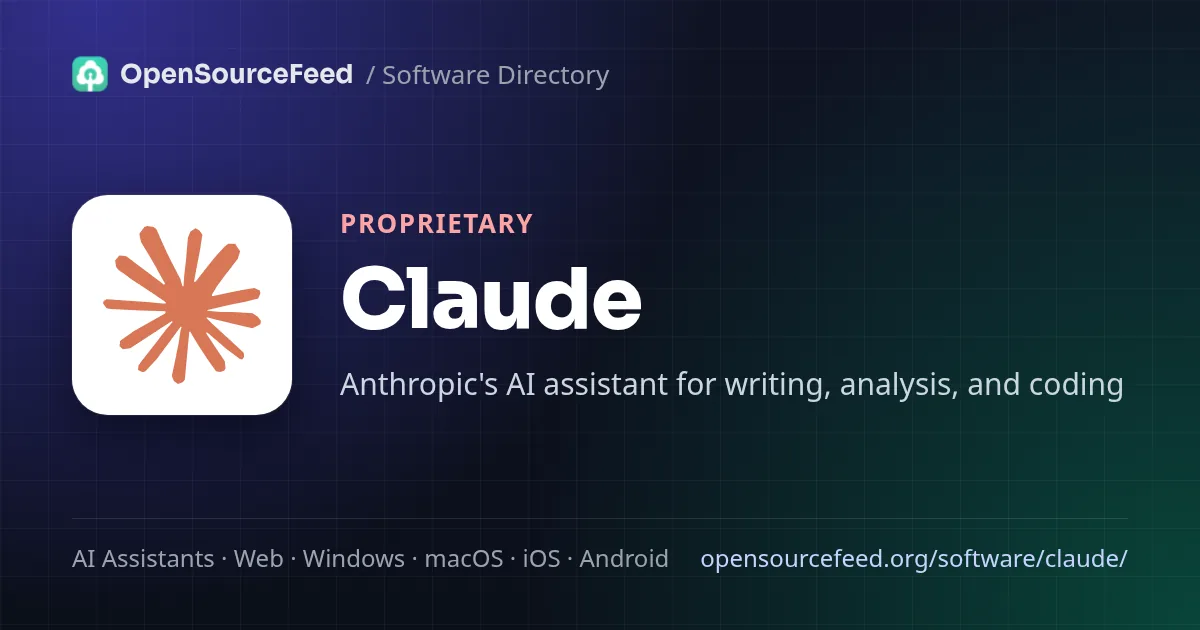 OpenSourceFeed / Software Directory
PROPRIETARY
Claude
Anthropic's AI assistant for writing, analysis, and coding
AI Assistants · Web · Windows · macOS · iOS · Android opensourcefeed.org/software/claude/